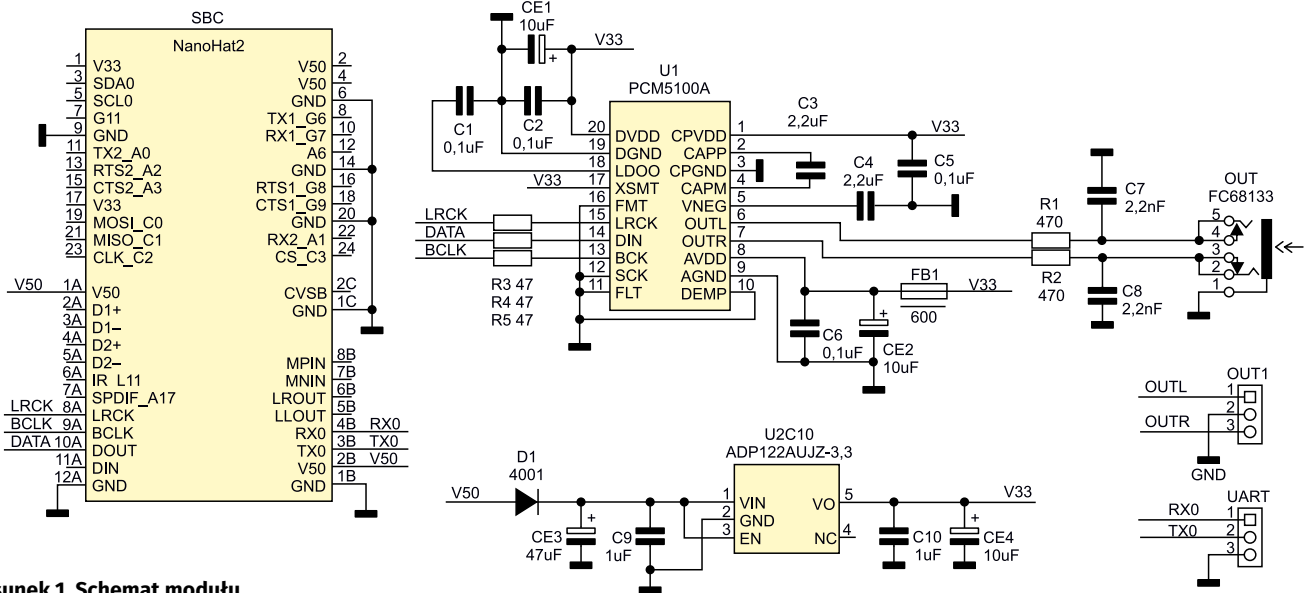 SBC
NanoHat2
1 V33
3 SDA0
5 SCL0
7 G11
9 GND
11 TX2_A0
13 RTS2_A2
15 CTS2_A3
17 V33
19 MOSI_C0
21 MISO_C1
23 CLK_C2
V50 1A V50
2A D1+
3A D1–
4A D2+
5A D2–
6A IR L11
7A SPDIF_A17
LRCK 8A LRCK
BCLK 9A BCLK
DATA 10A DOUT
11A DIN
12A GND
V50 2
V50 4
GND 6
TX1_G6 8
RX1_G7 10
A6 12
GND 14
RTS1_G8 16
CTS1_G9 18
GND 20
RX2_A1 22
CS_C3 24
CVSB 2C
GND 1C
MPIN 8B
MNIN 7B
LROUT 6B
LLOUT 5B
RX0 4B RX0
TX0 3B TX0
V50 2B V50
GND 1B
CE1
10uF
+
V33
C1
0,1uF
C2
0,1uF
U1
PCM5100A
20 DVDD
19 DGND
18 LDOO
V33 17 XSMT
16 FMT
LRCK 15 LRCK
DATA 14 DIN
BCLK 13 BCK
12 SCK
11 FLT
R3 47
R4 47
R5 47
CPVDD 1
CAPP 2
CPGND 3
CAPM 4
VNEG 5
OUTL 6
OUTR 7
AVDD 8
AGND 9
DEMP 10
C3
2,2uF
V33
C4
2,2uF
C5
0,1uF
FB1
600
V33
C6
0,1uF
+
CE2
10uF
R1
470
R2
470
C7
2,2nF
C8
2,2nF
OUT
FC68133
5
4
3
2
1
D1
4001
V50
+
CE3
47uF
C9
1uF
U2C10
ADP122AUJZ-3,3
1 VIN
2 GND
3 EN
VO 5
NC 4
V33
C10
1uF
+
CE4
10uF
OUT1
OUTL 1
2
OUTR 3
GND
UART
RX0 1
TX0 2
3
sunek 1. Schemat modułu